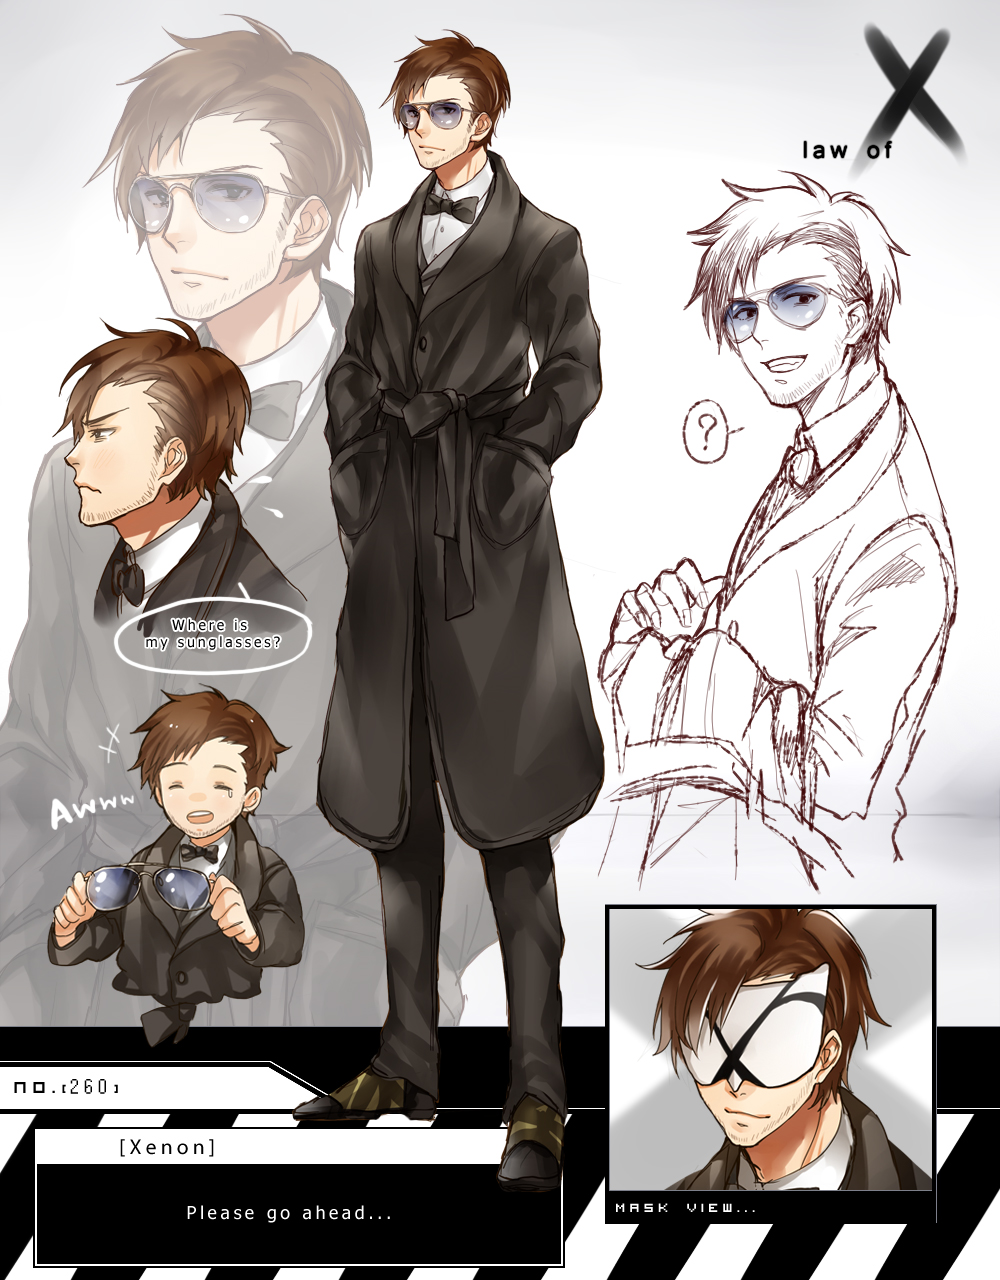 X
law of
?
Where is
my sunglasses?
Awww
no.[260]
[Xenon]
Please go ahead...
MASK VIEW...